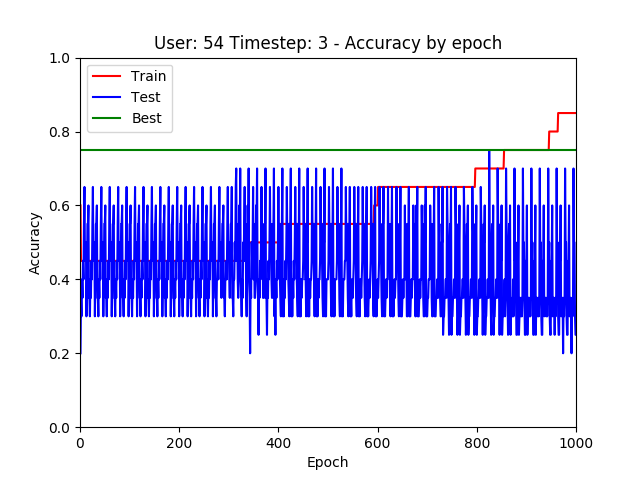 User: 54 Timestep: 3 - Accuracy by epoch
Train
Test
Best
1.0
0.8
0.6
0.4
0.2
0.0
Accuracy
0 200 400 600 800 1000
Epoch